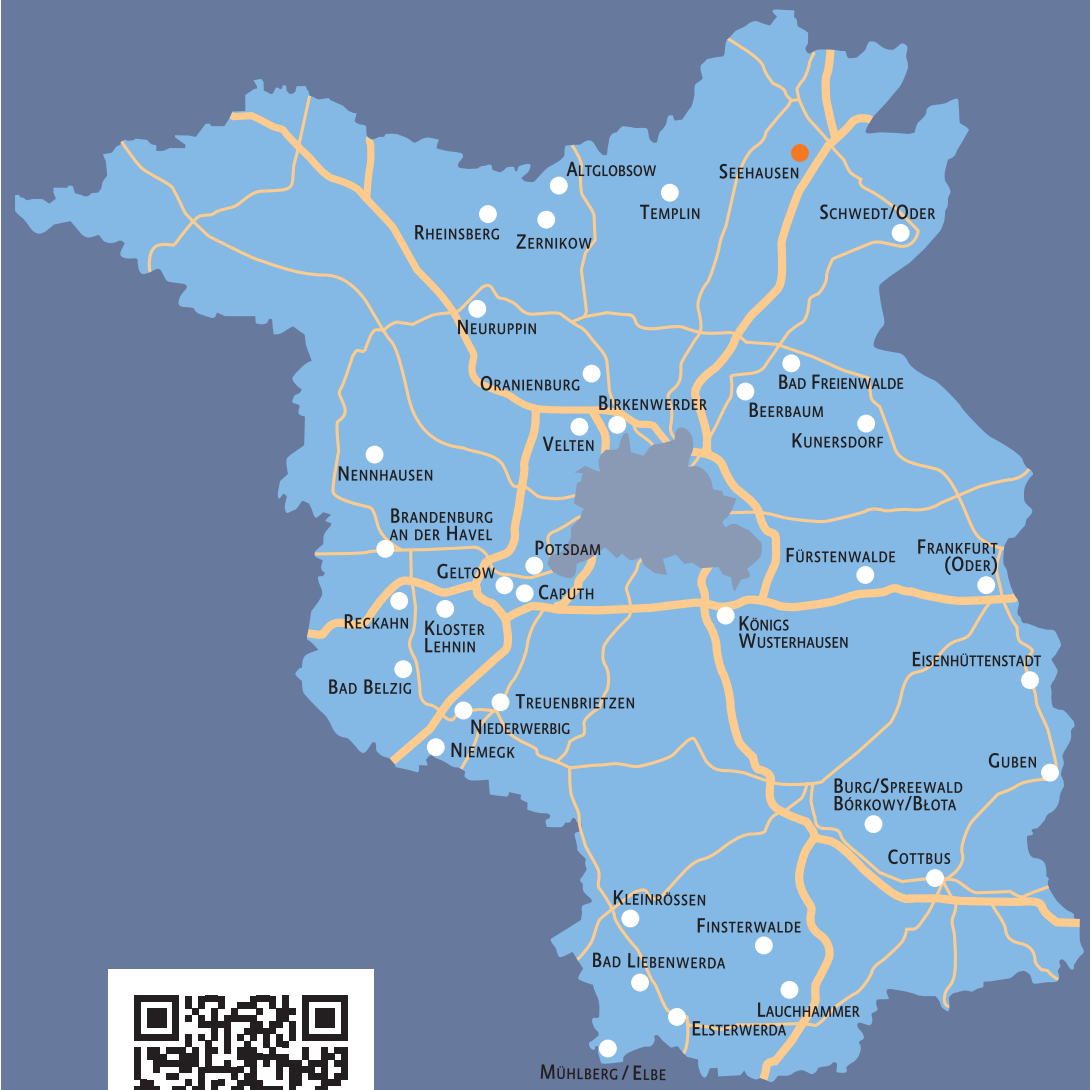 Altglobsow
Seehausen
Templin
Schwedt/Oder
Rheinsberg
Zernikow
Neuruppin
Oranienburg
Bad Freienwalde
Birkenwerder
Beerbaum
Velten
Kunersdorf
Nennhausen
Brandenburg
an der Havel
Potsdam
Fürstenwalde
Frankfurt
(Oder)
Geltow
Caputh
Reckahn
Kloster
Lehnin
Königs
Wusterhausen
Eisenhüttenstadt
Bad Belzig
Treuenbrietzen
Niederwerbig
Niemegk
Guben
Burg/Spreewald
Bórkowy/Błota
Cottbus
Kleinrössen
Finsterwalde
Bad Liebenwerda
Lauchhammer
Elsterwerda
Mühlberg / Elbe